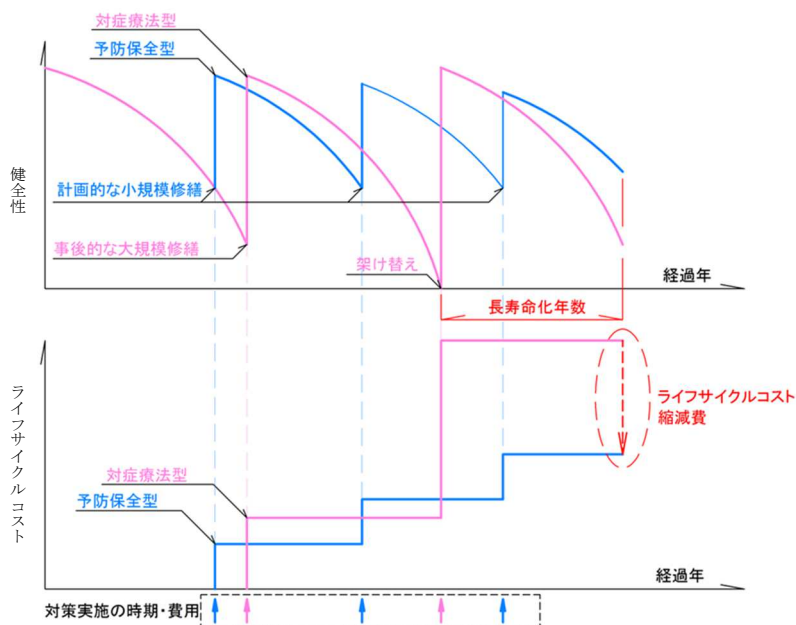 対症療法型
予防保全型
健全性
計画的な小規模修繕
事後的な大規模修繕
架け替え
経過年
長寿命化年数
ライフサイクルコスト
ライフサイクルコスト
縮減費
対症療法型
予防保全型
経過年
対策実施の時期・費用